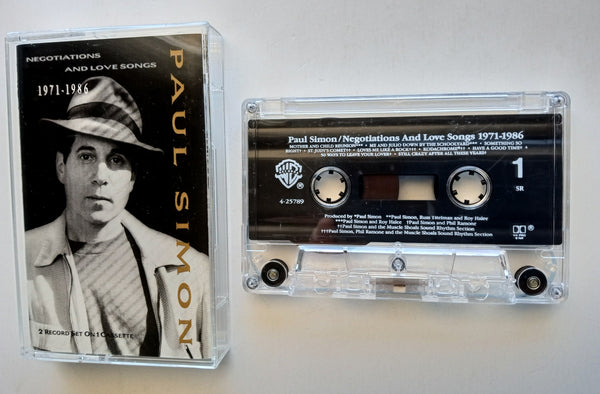 NEGOTIATIONS
AND LOVE SONGS
1971-1986
PAUL SIMON
2 RECORD SET ON 1 CASSETTE
Paul Simon/Negotiations And Love Songs 1971-1986
MOTHER AND CHILD REUNION*** • ME AND JULIO DOWN BY THE SCHOOLYARD*** • SOMETHING SO
RIGHT• • ST. JUDY'S COMET†† • LOVES ME LIKE A ROCK††† • KODACHROME®†† • HAVE A GOOD TIME†
50 WAYS TO LEAVE YOUR LOVER† • STILL CRAZY AFTER ALL THESE YEARS†
WB
4-25789
1
SR
Produced by *Paul Simon **Paul Simon, Russ Titelman and Roy Halee
***Paul Simon and Roy Halee †Paul Simon and Phil Ramone
††Paul Simon and the Muscle Shoals Sound Rhythm Section
†††Paul Simon, Phil Ramone and the Muscle Shoals Sound Rhythm Section